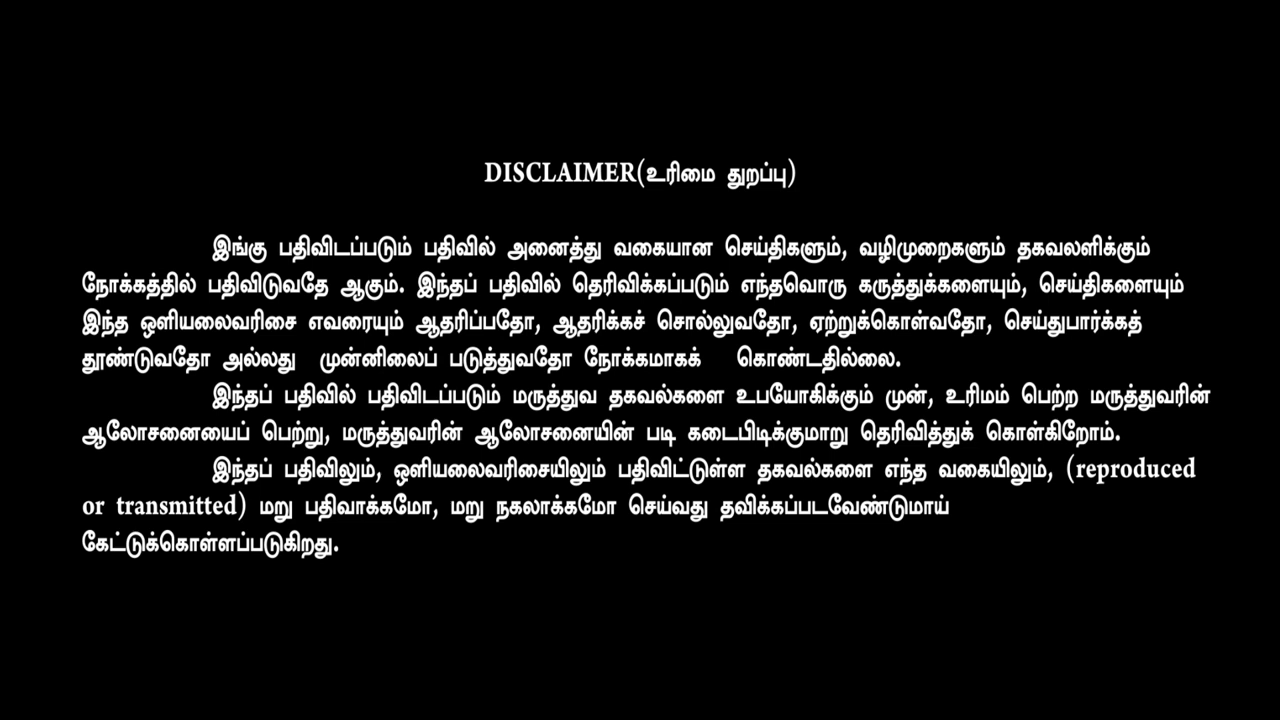 DISCLAIMER(உரிமை துறப்பு)
இங்கு பதிவிடப்படும் பதிவில் அனைத்து வகையான செய்திகளும், வழிமுறைகளும் தகவலளிக்கும்
நோக்கத்தில் பதிவிடுவதே ஆகும். இந்தப் பதிவில் தெரிவிக்கப்படும் எந்தவொரு கருத்துக்களையும், செய்திகளையும்
இந்த ஒளியலைவரிசை எவரையும் ஆதரிப்பதோ, ஆதரிக்கச் சொல்லுவதோ, ஏற்றுக்கொள்வதோ, செய்துபார்க்கத்
தூண்டுவதோ அல்லது முன்னிலைப் படுத்துவதோ நோக்கமாகக் கொண்டதில்லை.
இந்தப் பதிவில் பதிவிடப்படும் மருத்துவ தகவல்களை உபயோகிக்கும் முன், உரிமம் பெற்ற மருத்துவரின்
ஆலோசனையைப் பெற்று, மருத்துவரின் ஆலோசனையின் படி கடைபிடிக்குமாறு தெரிவித்துக் கொள்கிறோம்.
இந்தப் பதிவிலும், ஒளியலைவரிசையிலும் பதிவிட்டுள்ள தகவல்களை எந்த வகையிலும், (reproduced
or transmitted) மறு பதிவாக்கமோ, மறு நகலாக்கமோ செய்வது தவிக்கப்படவேண்டுமாய்
கேட்டுக்கொள்ளப்படுகிறது.